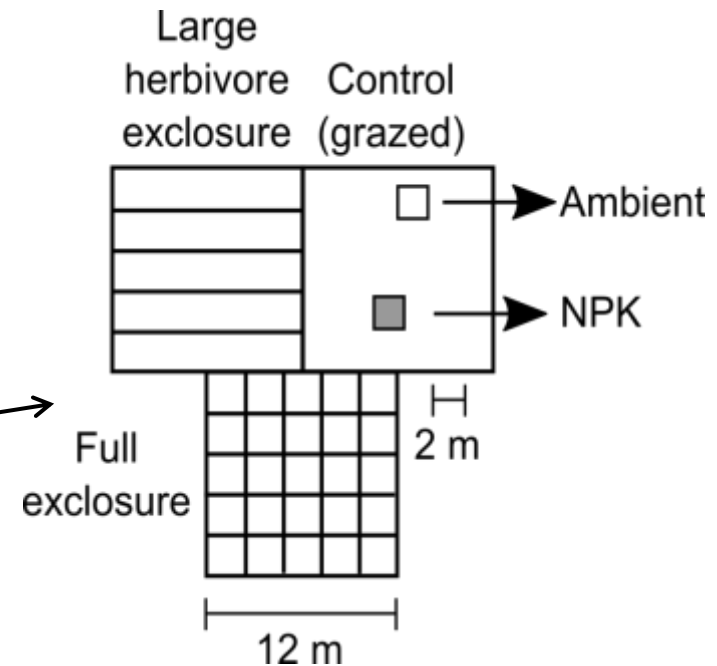 Large
herbivore
exclosure
Control
(grazed)
Ambient
NPK
2 m
Full
exclosure
12 m